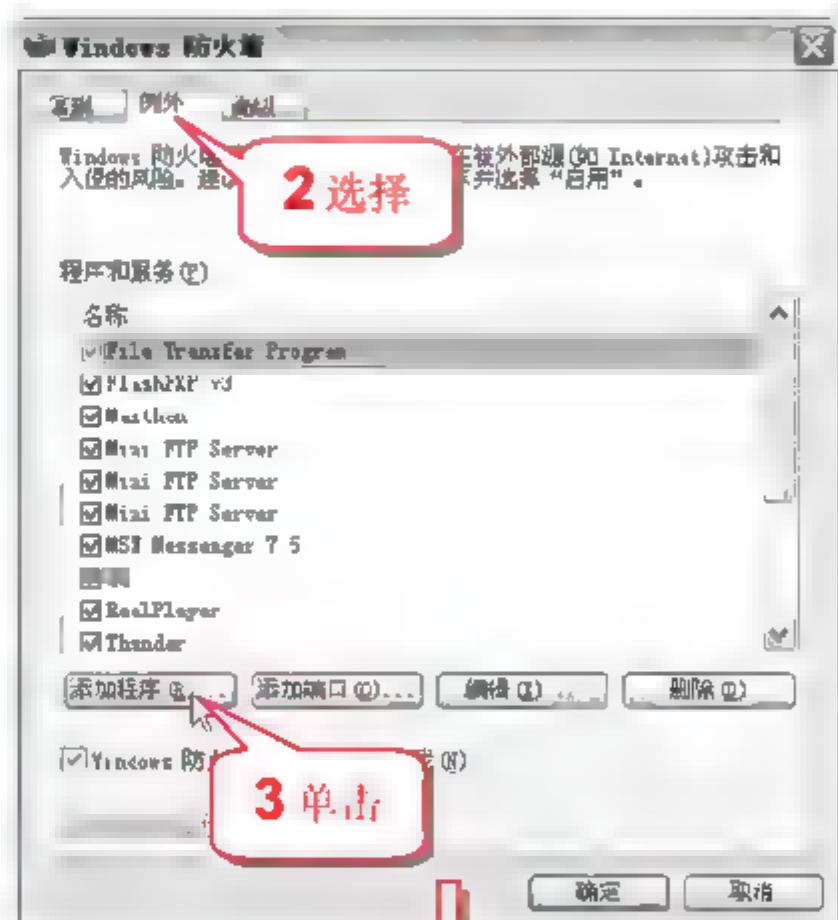 Windows 防火墙
例外
Windows 防火 在被外部源(如 Internet)攻击和
入侵的风险。建 并选择“启用”。
2 选择
程序和服务(P)
名称
File Transfer Program
FlashFXP v3
Maxthon
Mini FTP Server
Mini FTP Server
Mini FTP Server
MSN Messenger 7 5
RealPlayer
Thunder
添加程序(R)... 添加端口(O)... 编辑(E)... 删除(D)
Windows 防 (N)
3 单击
确定 取消